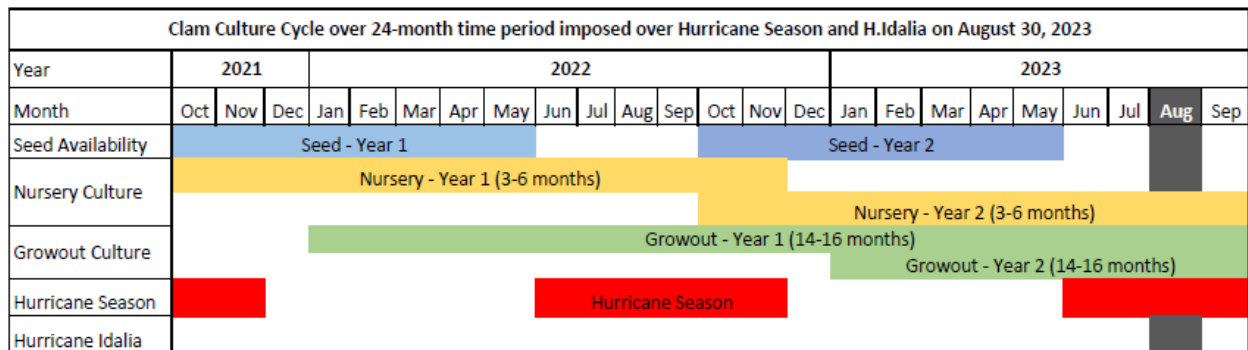 Clam Culture Cycle over 24-month time period imposed over Hurricane Season and H.Idalia on August 30, 2023
Year 2021 2022 2023
Month Oct Nov Dec Jan Feb Mar Apr May Jun Jul Aug Sep Oct Nov Dec Jan Feb Mar Apr May Jun Jul Aug Sep
Seed Availability Seed - Year 1 Seed - Year 2
Nursery Culture Nursery - Year 1 (3-6 months)
Nursery - Year 2 (3-6 months)
Growout Culture Growout - Year 1 (14-16 months)
Growout - Year 2 (14-16 months)
Hurricane Season Hurricane Season
Hurricane Idalia